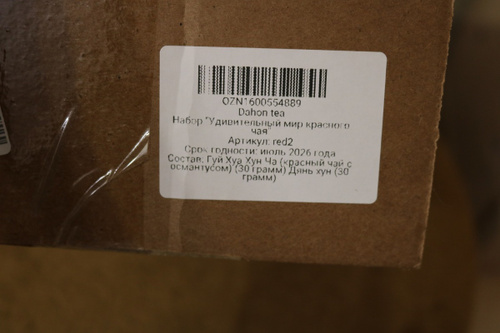 OZN1600554889
Dahon tea
Набор "Удивительный мир красного
чая"
Артикул: red2
Срок годности: июль 2026 года
Состав: Гуй Хуа Хун Ча (красный чай с
османтусом) (30 грамм) Дянь хун (30
грамм)